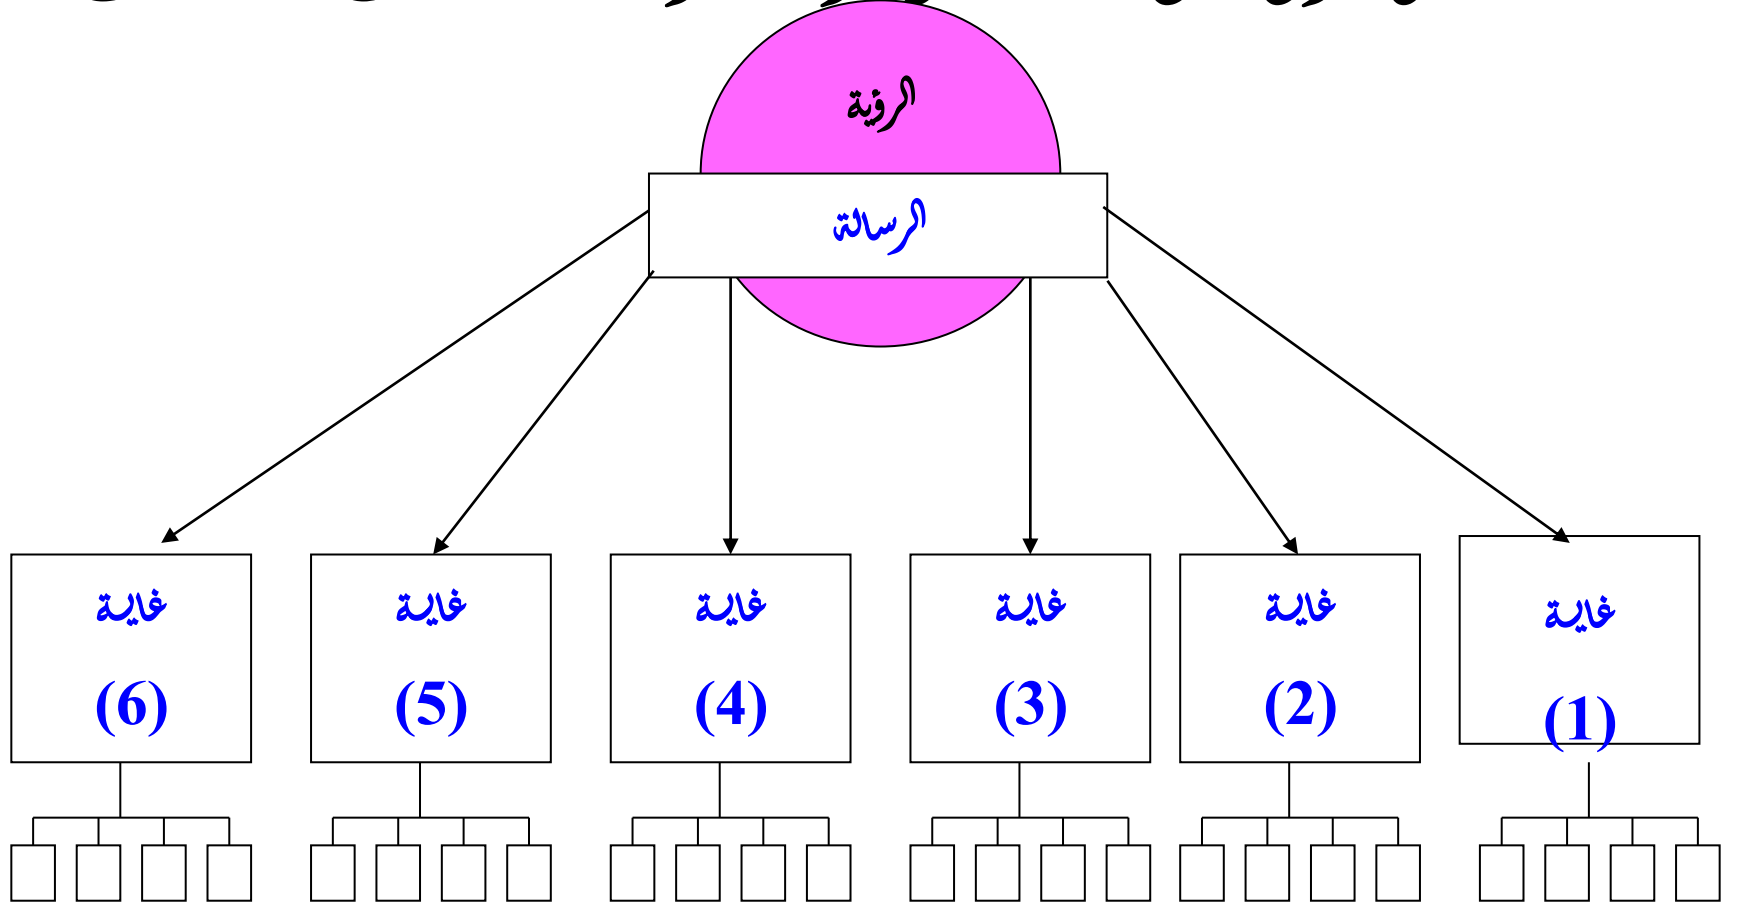 الرؤية
الرسالة
غاية
(1)
غاية
(2)
غاية
(3)
غاية
(4)
غاية
(5)
غاية
(6)